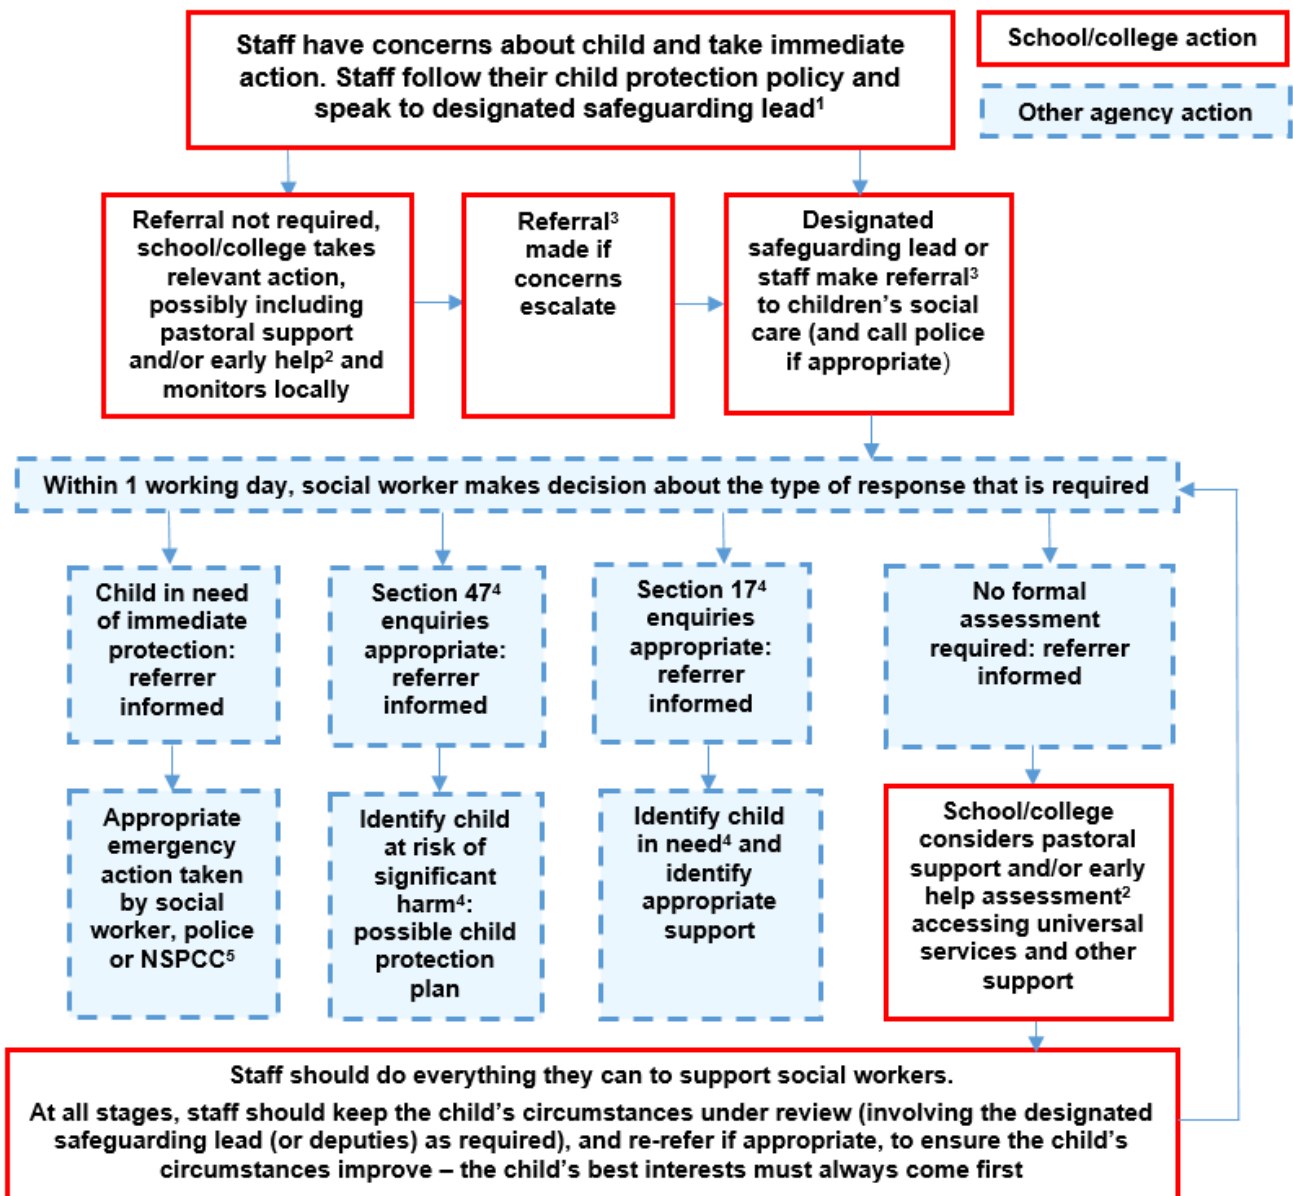 Staff have concerns about child and take immediate
action. Staff follow their child protection policy and
speak to designated safeguarding lead¹
School/college action
Other agency action
Referral not required,
school/college takes
relevant action,
possibly including
pastoral support
and/or early help² and
monitors locally
Referral³
made if
concerns
escalate
Designated
safeguarding lead or
staff make referral³
to children’s social
care (and call police
if appropriate)
Within 1 working day, social worker makes decision about the type of response that is required
Child in need
of immediate
protection:
referrer
informed
Section 47⁴
enquiries
appropriate:
referrer
informed
Section 17⁴
enquiries
appropriate:
referrer
informed
No formal
assessment
required: referrer
informed
Appropriate
emergency
action taken
by social
worker, police
or NSPCC⁵
Identify child
at risk of
significant
harm⁴:
possible child
protection
plan
Identify child
in need⁴ and
identify
appropriate
support
School/college
considers pastoral
support and/or early
help assessment²
accessing universal
services and other
support
Staff should do everything they can to support social workers.
At all stages, staff should keep the child’s circumstances under review (involving the designated
safeguarding lead (or deputies) as required), and re-refer if appropriate, to ensure the child’s
circumstances improve – the child’s best interests must always come first